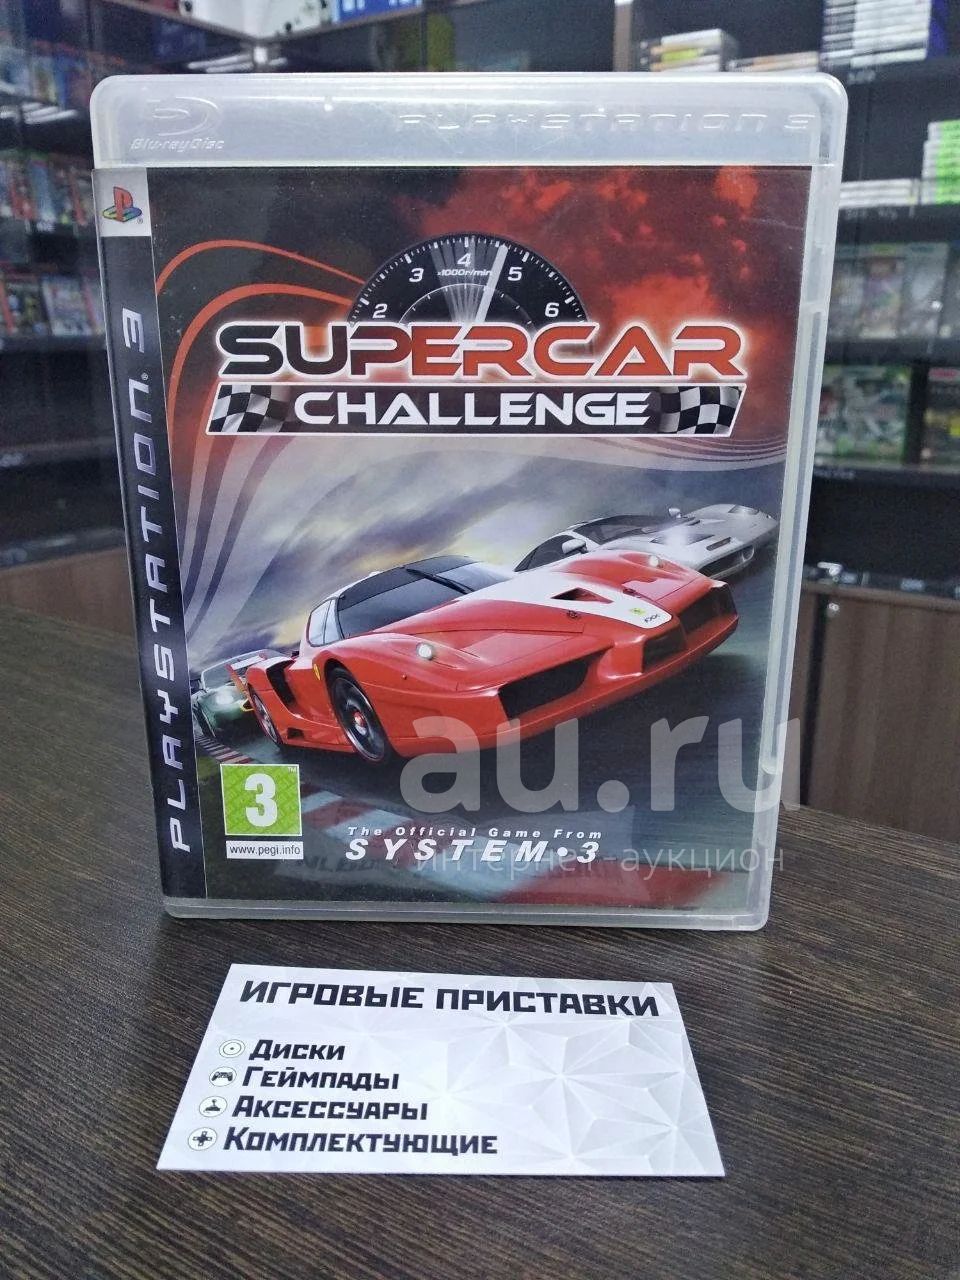 Blu-ray Disc
PLAYSTATION 3
PLAYSTATION 3
2 3 4 5 6
x1000r/min
SUPERCAR
CHALLENGE
FXX
au.ru
интернет-аукцион
3
www.pegi.info
The Official Game From
SYSTEM·3
ИГРОВЫЕ ПРИСТАВКИ
Диски
Геймпады
Аксессуары
Комплектующие